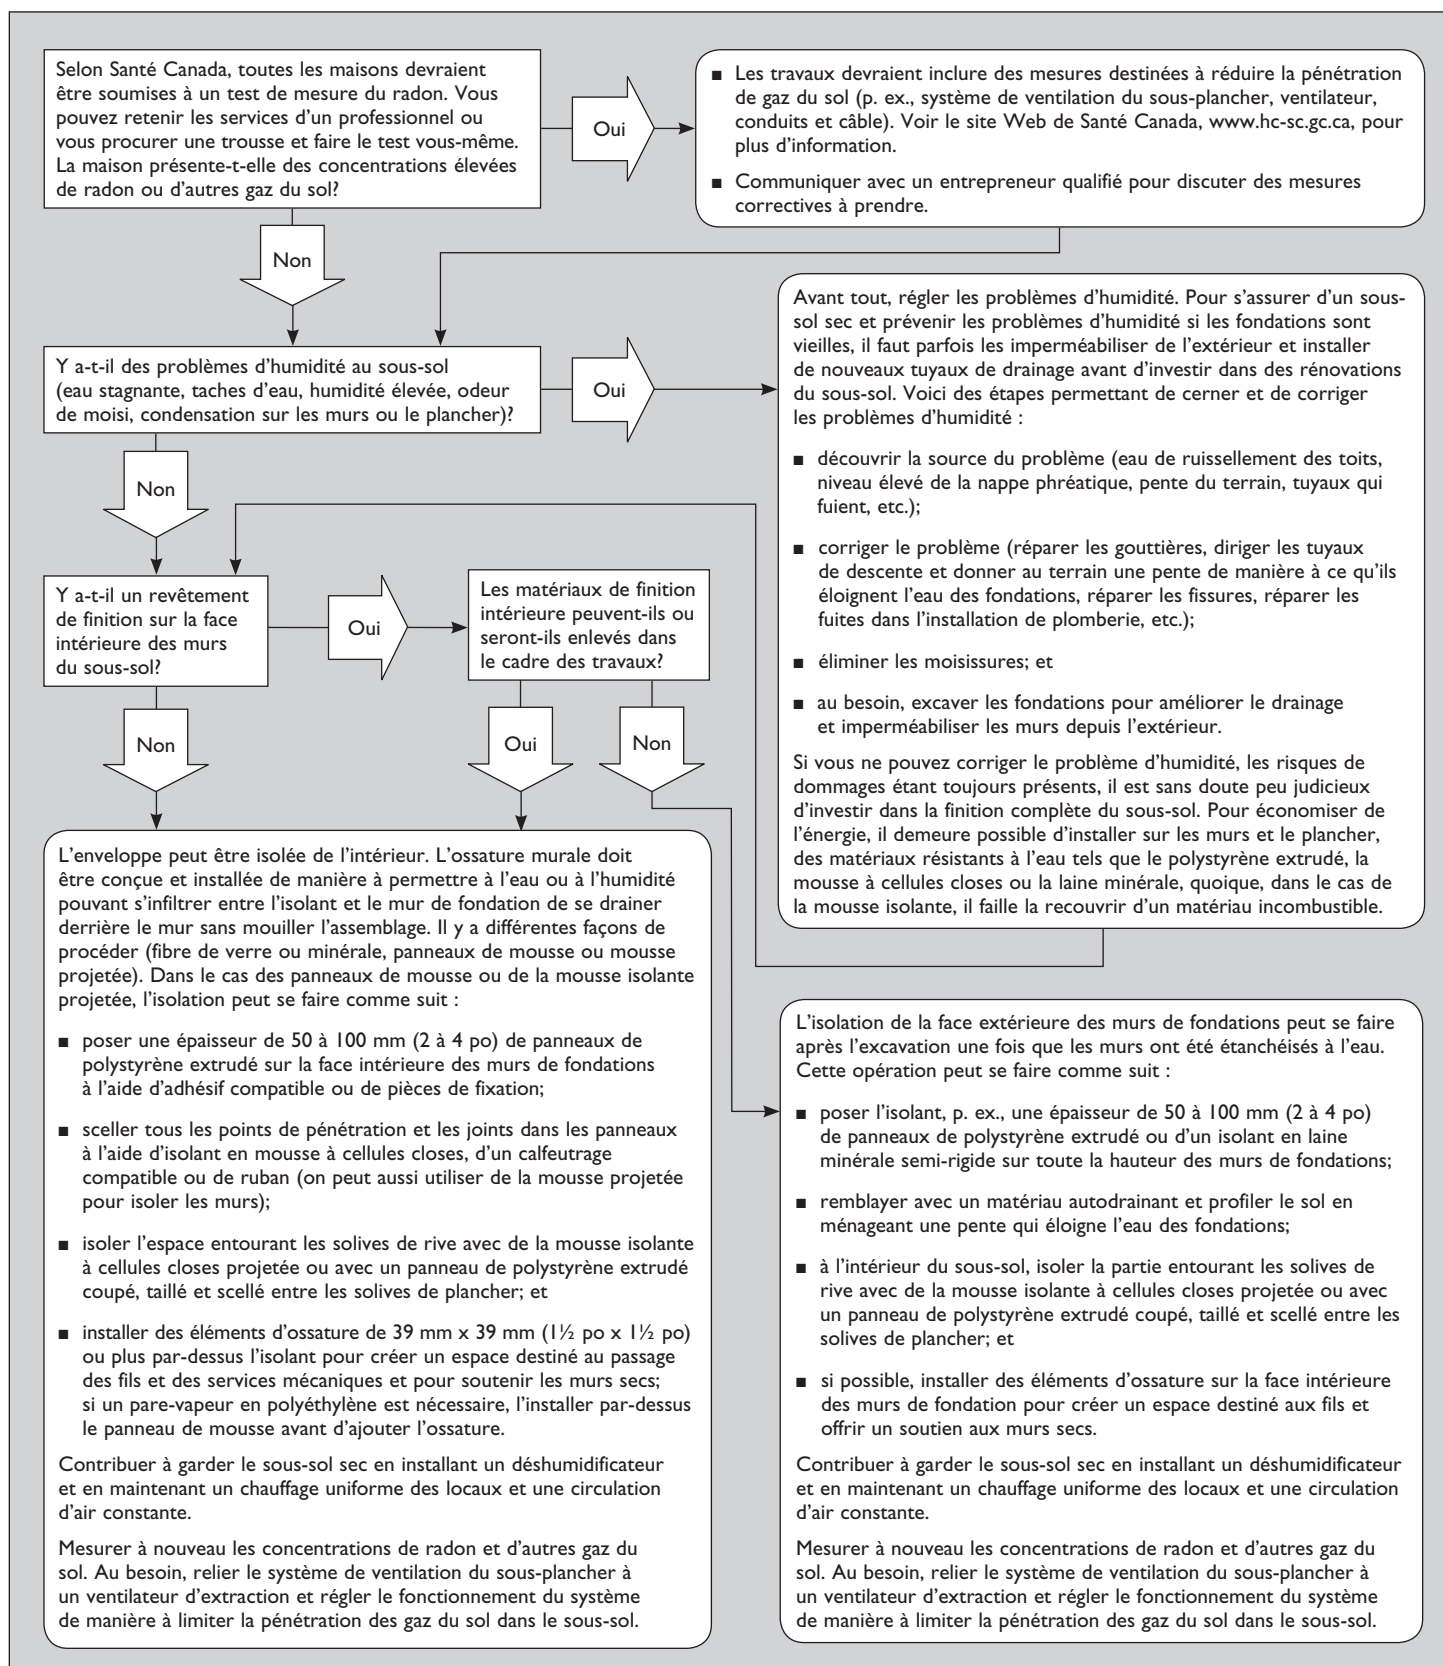 Selon Santé Canada, toutes les maisons devraient
être soumises à un test de mesure du radon. Vous
pouvez retenir les services d’un professionnel ou
vous procurer une trousse et faire le test vous-même.
La maison présente-t-elle des concentrations élevées
de radon ou d’autres gaz du sol?
Oui
■ Les travaux devraient inclure des mesures destinées à réduire la pénétration
de gaz du sol (p. ex., système de ventilation du sous-plancher, ventilateur,
conduits et câble). Voir le site Web de Santé Canada, www.hc-sc.gc.ca, pour
plus d’information.
■ Communiquer avec un entrepreneur qualifié pour discuter des mesures
correctives à prendre.
Non
Y a-t-il des problèmes d’humidité au sous-sol
(eau stagnante, taches d’eau, humidité élevée, odeur
de moisi, condensation sur les murs ou le plancher)?
Oui
Avant tout, régler les problèmes d’humidité. Pour s’assurer d’un sous-
sol sec et prévenir les problèmes d’humidité si les fondations sont
vieilles, il faut parfois les imperméabiliser de l’extérieur et installer
de nouveaux tuyaux de drainage avant d’investir dans des rénovations
du sous-sol. Voici des étapes permettant de cerner et de corriger
les problèmes d’humidité :
■ découvrir la source du problème (eau de ruissellement des toits,
niveau élevé de la nappe phréatique, pente du terrain, tuyaux qui
fuient, etc.);
■ corriger le problème (réparer les gouttières, diriger les tuyaux
de descente et donner au terrain une pente de manière à ce qu’ils
éloignent l’eau des fondations, réparer les fissures, réparer les
fuites dans l’installation de plomberie, etc.);
■ éliminer les moisissures; et
■ au besoin, excaver les fondations pour améliorer le drainage
et imperméabiliser les murs depuis l’extérieur.
Si vous ne pouvez corriger le problème d’humidité, les risques de
dommages étant toujours présents, il est sans doute peu judicieux
d’investir dans la finition complète du sous-sol. Pour économiser de
l’énergie, il demeure possible d’installer sur les murs et le plancher,
des matériaux résistants à l’eau tels que le polystyrène extrudé, la
mousse à cellules closes ou la laine minérale, quoique, dans le cas de
la mousse isolante, il faille la recouvrir d’un matériau incombustible.
Non
Y a-t-il un revêtement
de finition sur la face
intérieure des murs
du sous-sol?
Oui
Les matériaux de finition
intérieure peuvent-ils ou
seront-ils enlevés dans
le cadre des travaux?
Non
Oui
Non
L’enveloppe peut être isolée de l’intérieur. L’ossature murale doit
être conçue et installée de manière à permettre à l’eau ou à l’humidité
pouvant s’infiltrer entre l’isolant et le mur de fondation de se drainer
derrière le mur sans mouiller l’assemblage. Il y a différentes façons de
procéder (fibre de verre ou minérale, panneaux de mousse ou mousse
projetée). Dans le cas des panneaux de mousse ou de la mousse isolante
projetée, l’isolation peut se faire comme suit :
■ poser une épaisseur de 50 à 100 mm (2 à 4 po) de panneaux de
polystyrène extrudé sur la face intérieure des murs de fondations
à l’aide d’adhésif compatible ou de pièces de fixation;
■ sceller tous les points de pénétration et les joints dans les panneaux
à l’aide d’isolant en mousse à cellules closes, d’un calfeutrage
compatible ou de ruban (on peut aussi utiliser de la mousse projetée
pour isoler les murs);
■ isoler l’espace entourant les solives de rive avec de la mousse isolante
à cellules closes projetée ou avec un panneau de polystyrène extrudé
coupé, taillé et scellé entre les solives de plancher; et
■ installer des éléments d’ossature de 39 mm x 39 mm (1½ po x 1½ po)
ou plus par-dessus l’isolant pour créer un espace destiné au passage
des fils et des services mécaniques et pour soutenir les murs secs;
si un pare-vapeur en polyéthylène est nécessaire, l’installer par-dessus
le panneau de mousse avant d’ajouter l’ossature.
Contribuer à garder le sous-sol sec en installant un déshumidificateur
et en maintenant un chauffage uniforme des locaux et une circulation
d’air constante.
Mesurer à nouveau les concentrations de radon et d’autres gaz du
sol. Au besoin, relier le système de ventilation du sous-plancher à
un ventilateur d’extraction et régler le fonctionnement du système
de manière à limiter la pénétration des gaz du sol dans le sous-sol.
L’isolation de la face extérieure des murs de fondations peut se faire
après l’excavation une fois que les murs ont été étanchéisés à l’eau.
Cette opération peut se faire comme suit :
■ poser l’isolant, p. ex., une épaisseur de 50 à 100 mm (2 à 4 po)
de panneaux de polystyrène extrudé ou d’un isolant en laine
minérale semi-rigide sur toute la hauteur des murs de fondations;
■ remblayer avec un matériau autodrainant et profiler le sol en
ménageant une pente qui éloigne l’eau des fondations;
■ à l’intérieur du sous-sol, isoler la partie entourant les solives de
rive avec de la mousse isolante à cellules closes projetée ou avec
un panneau de polystyrène extrudé coupé, taillé et scellé entre les
solives de plancher; et
■ si possible, installer des éléments d’ossature sur la face intérieure
des murs de fondation pour créer un espace destiné aux fils et
offrir un soutien aux murs secs.
Contribuer à garder le sous-sol sec en installant un déshumidificateur
et en maintenant un chauffage uniforme des locaux et une circulation
d’air constante.
Mesurer à nouveau les concentrations de radon et d’autres gaz du
sol. Au besoin, relier le système de ventilation du sous-plancher à
un ventilateur d’extraction et régler le fonctionnement du système
de manière à limiter la pénétration des gaz du sol dans le sous-sol.